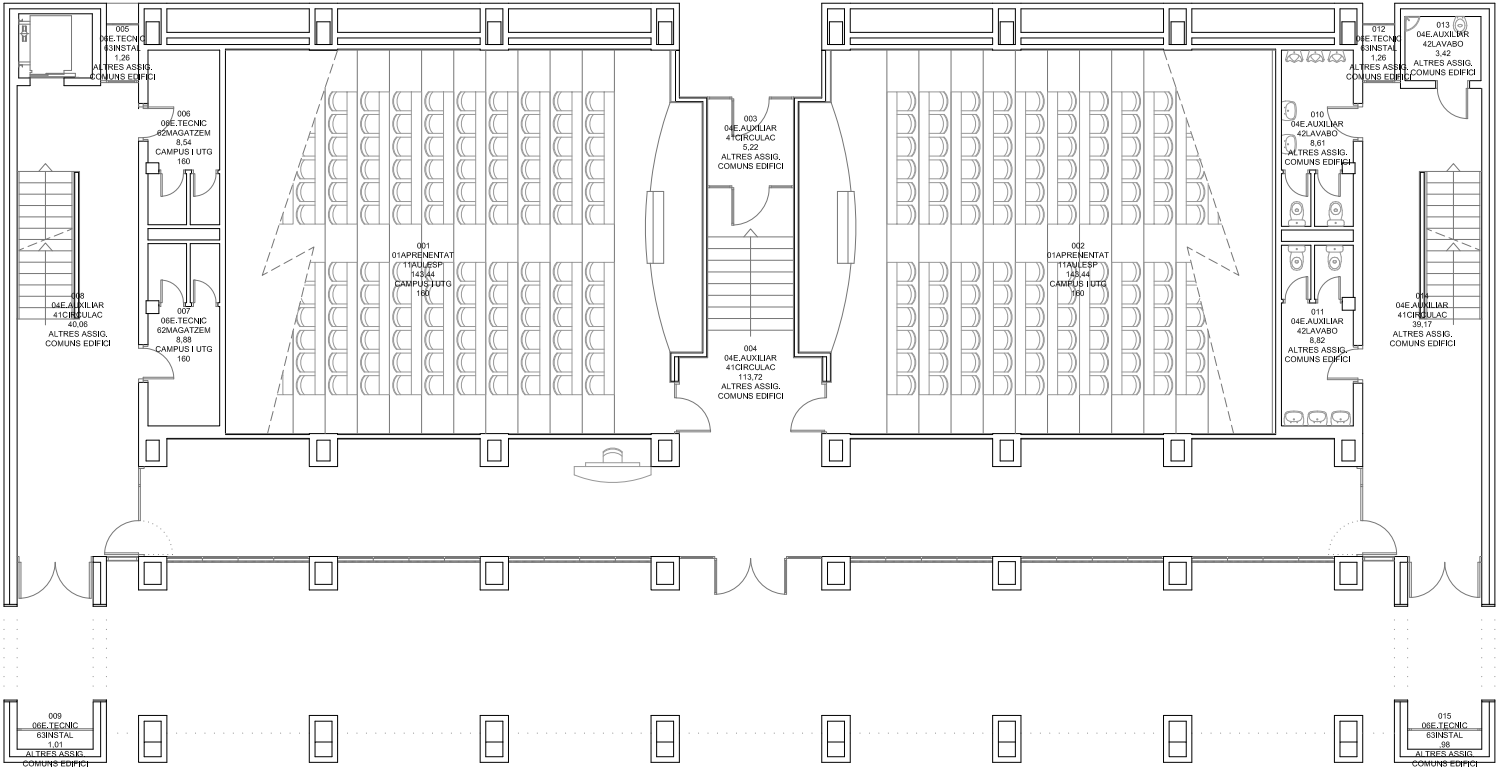 005
06E.TECNIC
63INSTAL
1,26
ALTRES ASSIG.
COMUNS EDIFICI
012
06E.TECNIC
63INSTAL
1,26
ALTRES ASSIG.
COMUNS EDIFICI
013
04E.AUXILIAR
42LAVABO
3,42
ALTRES ASSIG.
COMUNS EDIFICI
006
06E.TECNIC
62MAGATZEM
8,54
CAMPUS I UTG
160
003
04E.AUXILIAR
41CIRCULAC
5,22
ALTRES ASSIG.
COMUNS EDIFICI
010
04E.AUXILIAR
42LAVABO
8,61
ALTRES ASSIG.
COMUNS EDIFICI
001
01APRENENTAT
11AULESP
143,44
CAMPUS I UTG
160
002
01APRENENTAT
11AULESP
143,44
CAMPUS I UTG
160
008
04E.AUXILIAR
41CIRCULAC
40,06
ALTRES ASSIG.
COMUNS EDIFICI
007
06E.TECNIC
62MAGATZEM
8,88
CAMPUS I UTG
160
004
04E.AUXILIAR
41CIRCULAC
113,72
ALTRES ASSIG.
COMUNS EDIFICI
011
04E.AUXILIAR
42LAVABO
8,82
ALTRES ASSIG.
COMUNS EDIFICI
014
04E.AUXILIAR
41CIRCULAC
39,17
ALTRES ASSIG.
COMUNS EDIFICI
009
06E.TECNIC
63INSTAL
1,01
ALTRES ASSIG.
COMUNS EDIFICI
015
06E.TECNIC
63INSTAL
,98
ALTRES ASSIG.
COMUNS EDIFICI